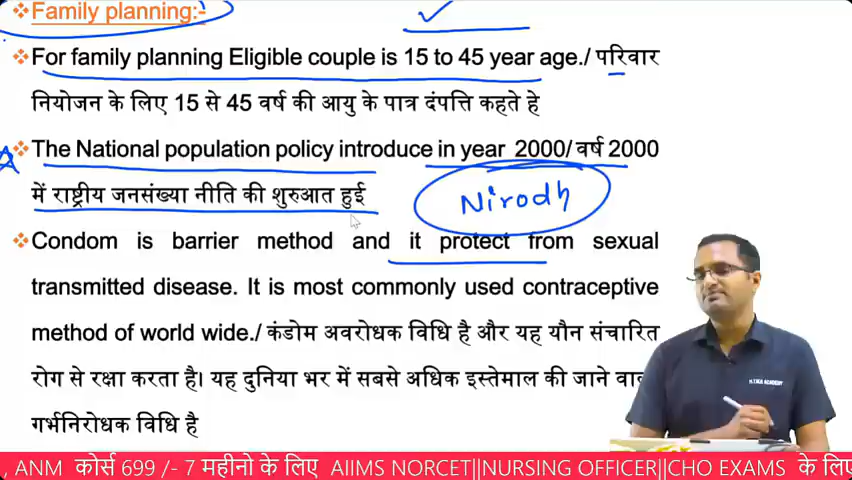 ❖ Family planning:-
❖ For family planning Eligible couple is 15 to 45 year age./ परिवार
नियोजन के लिए 15 से 45 वर्ष की आयु के पात्र दंपत्ति कहते हे
❖ The National population policy introduce in year 2000/ वर्ष 2000
में राष्ट्रीय जनसंख्या नीति की शुरुआत हुई
Nirodh
❖ Condom is barrier method and it protect from sexual
transmitted disease. It is most commonly used contraceptive
method of world wide./ कंडोम अवरोधक विधि है और यह यौन संचारित
रोग से रक्षा करता है। यह दुनिया भर में सबसे अधिक इस्तेमाल की जाने
गर्भनिरोधक विधि है
, ANM कोर्स 699 /- 7 महीनो के लिए AIIMS NORCET||NURSING OFFICER||CHO EXAMS के लिए